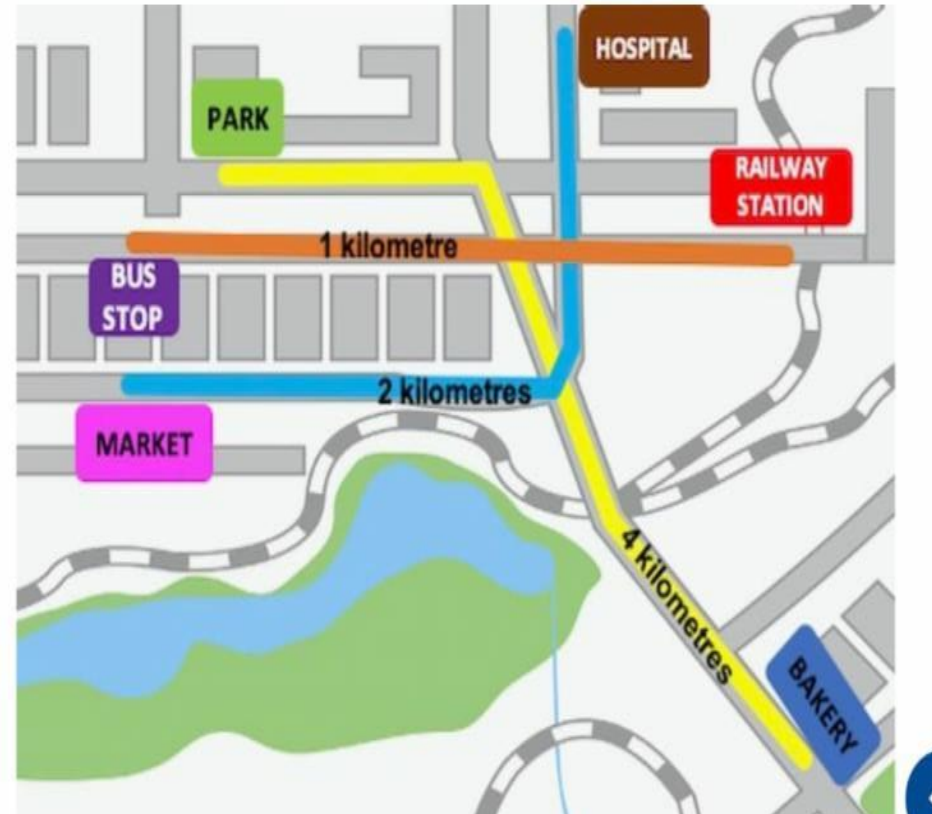 HOSPITAL
PARK
RAILWAY
STATION
1 kilometre
BUS
STOP
2 kilometres
MARKET
4 kilometres
BAKERY